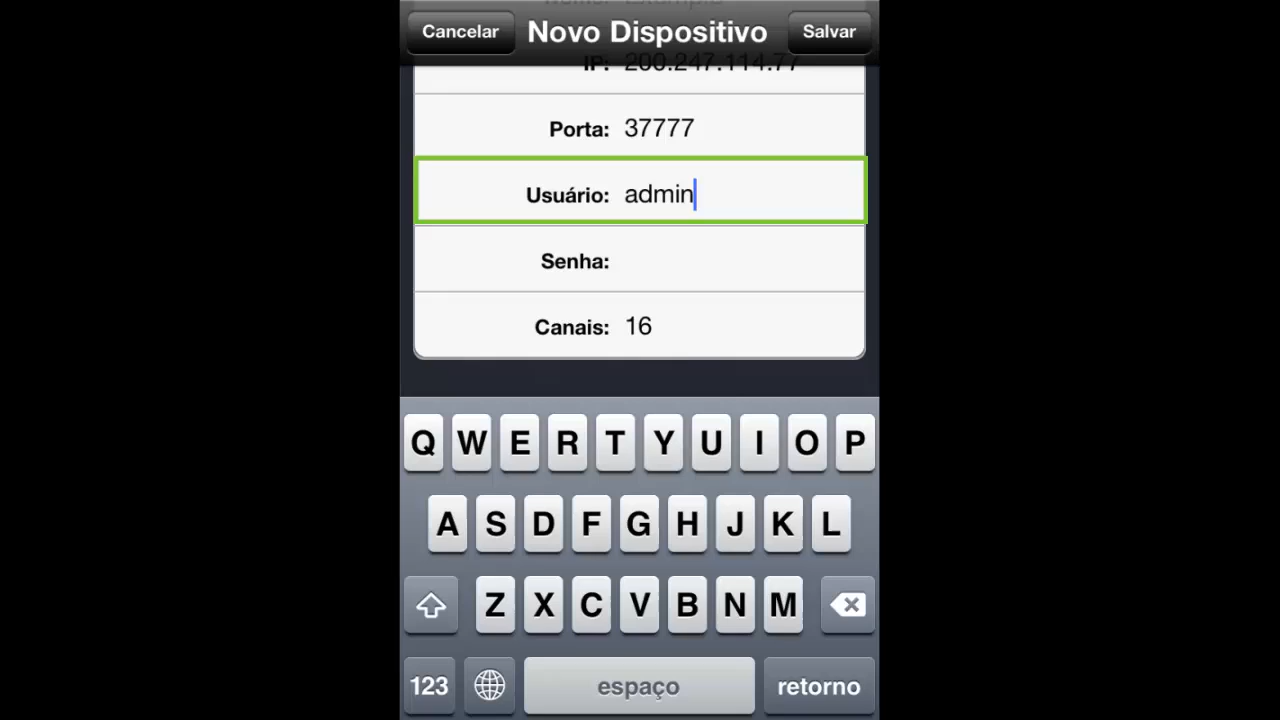 Cancelar Novo Dispositivo Salvar
IP: 200.247.114.77
Porta: 37777
Usuário: admin
Senha:
Canais: 16
Q W E R T Y U I O P
A S D F G H J K L
Z X C V B N M
123 espaço retorno